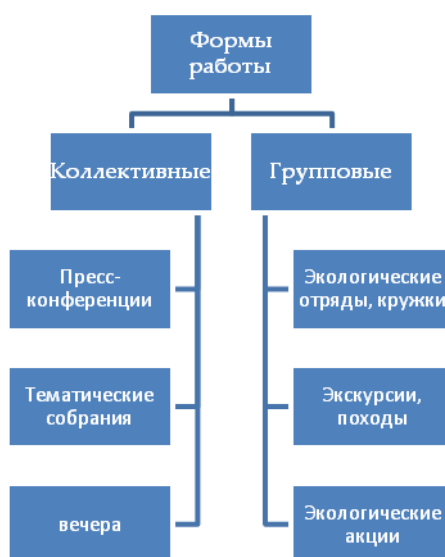 Формы
работы
Коллективные
Групповые
Пресс-
конференции
Экологические
отряды, кружки
Тематические
собрания
Экскурсии,
походы
вечера
Экологические
акции